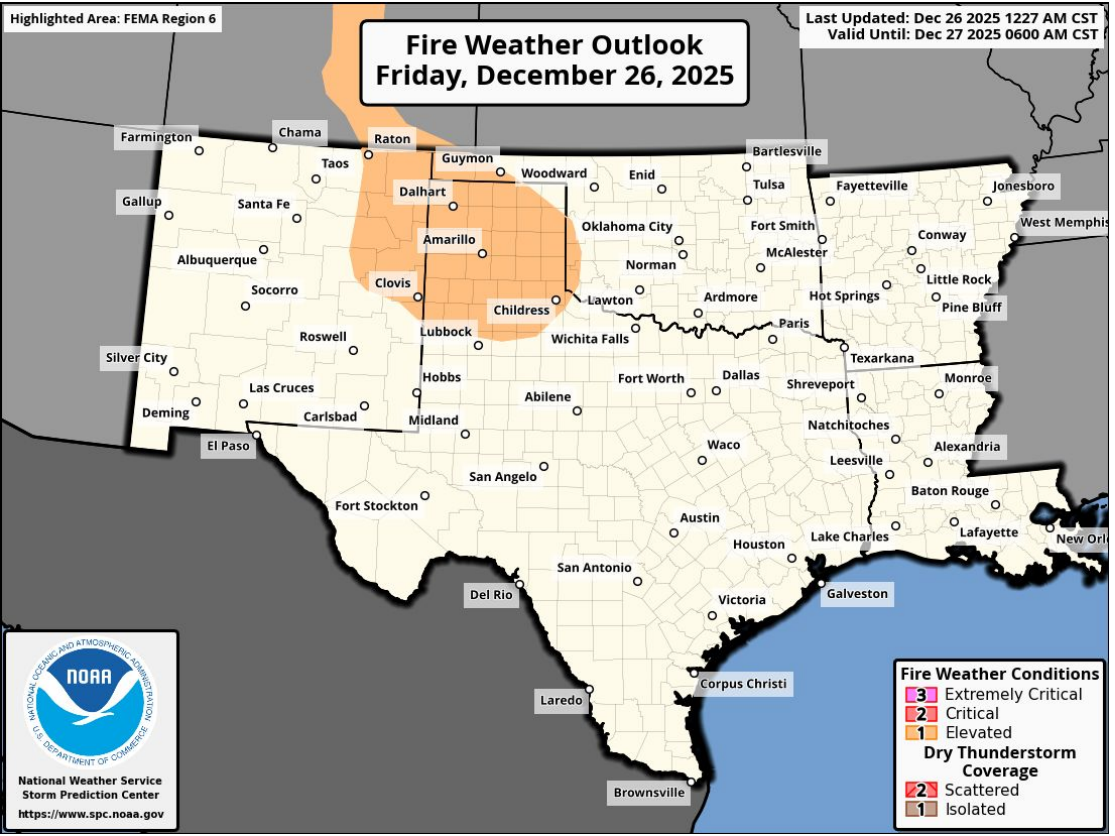 Highlighted Area: FEMA Region 6
Fire Weather Outlook
Friday, December 26, 2025
Last Updated: Dec 26 2025 1227 AM CST
Valid Until: Dec 27 2025 0600 AM CST
Farmington
Chama
Raton
Taos
Guymon
Woodward
Enid
Bartlesville
Tulsa
Fayetteville
Jonesboro
Dalhart
Gallup
Santa Fe
Amarillo
Oklahoma City
Fort Smith
West Memphis
Conway
Albuquerque
Norman
McAlester
Little Rock
Socorro
Clovis
Childress
Lawton
Ardmore
Hot Springs
Pine Bluff
Roswell
Lubbock
Wichita Falls
Paris
Texarkana
Silver City
Las Cruces
Hobbs
Fort Worth
Dallas
Shreveport
Monroe
Deming
Carlsbad
Midland
Abilene
Natchitoches
El Paso
Waco
Alexandria
San Angelo
Leesville
Fort Stockton
Baton Rouge
Austin
Houston
Lake Charles
Lafayette
New Orl
San Antonio
Del Rio
Victoria
Galveston
Laredo
Corpus Christi
Brownsville
NATIONAL OCEANIC AND ATMOSPHERIC ADMINISTRATION
NOAA
U.S. DEPARTMENT OF COMMERCE
National Weather Service
Storm Prediction Center
https://www.spc.noaa.gov
Fire Weather Conditions
3 Extremely Critical
2 Critical
1 Elevated
Dry Thunderstorm
Coverage
2 Scattered
1 Isolated